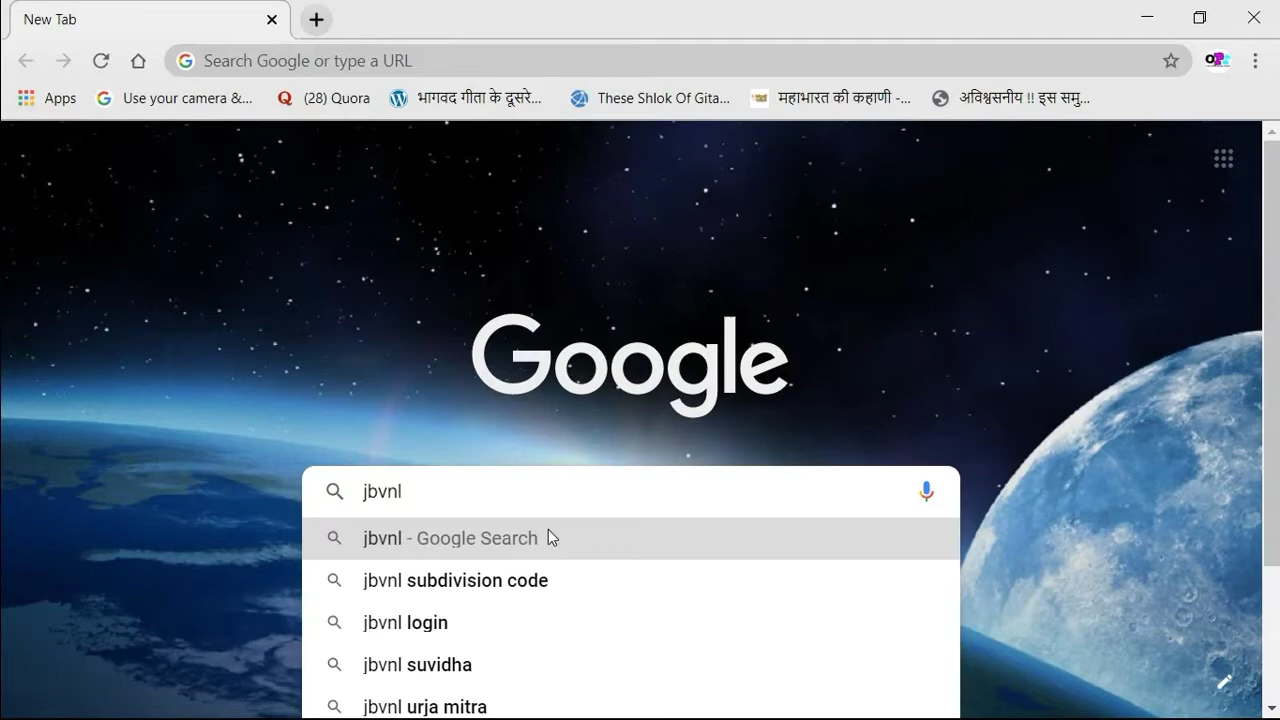 New Tab
Search Google or type a URL
Apps Use your camera &... (28) Quora भागवद गीता के दूसरे... These Shlok Of Gita... महाभारत की कहाणी -... अविश्वसनीय !! इस समु...
Google
jbvnl
jbvnl - Google Search
jbvnl subdivision code
jbvnl login
jbvnl suvidha
jbvnl urja mitra